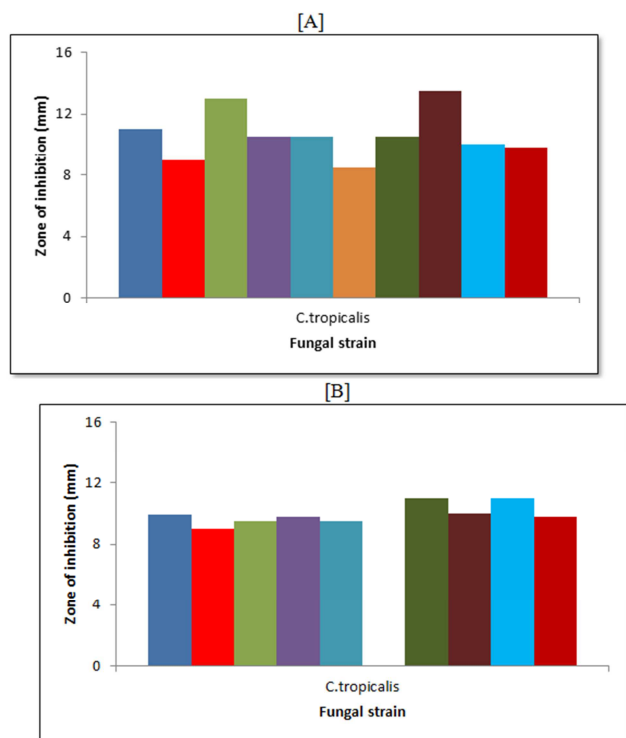 [A]
16
12
8
4
0
Zone of inhibition (mm)
C.tropicalis
Fungal strain
[B]
16
12
8
4
0
Zone of inhibition (mm)
C.tropicalis
Fungal strain